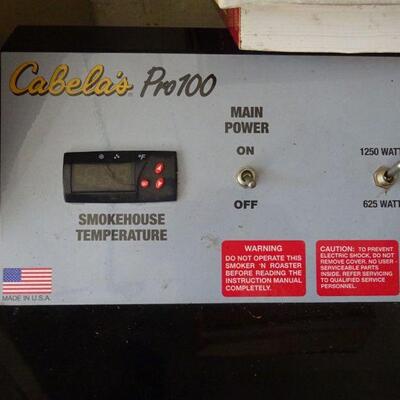 Cabela's Pro100
MAIN
POWER
ON
OFF
1250 WATT
625 WATT
°F
SMOKEHOUSE
TEMPERATURE
WARNING
DO NOT OPERATE THIS
SMOKER 'N ROASTER
BEFORE READING THE
INSTRUCTION MANUAL
COMPLETELY.
CAUTION: TO PREVENT
ELECTRIC SHOCK, DO NOT
REMOVE COVER. NO USER -
SERVICEABLE PARTS
INSIDE. REFER SERVICING
TO QUALIFIED SERVICE
PERSONNEL.
MADE IN U.S.A.